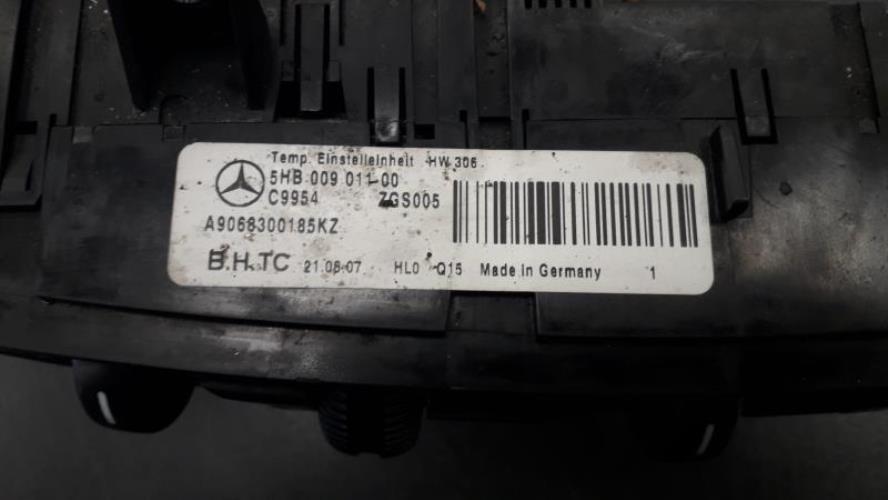 Temp. Einstelleinheit HW 306
5HB 009 011-00
C9954 ZGS005
A9068300185KZ
B.H.TC 21.06.07 HL0 Q15 Made in Germany 1